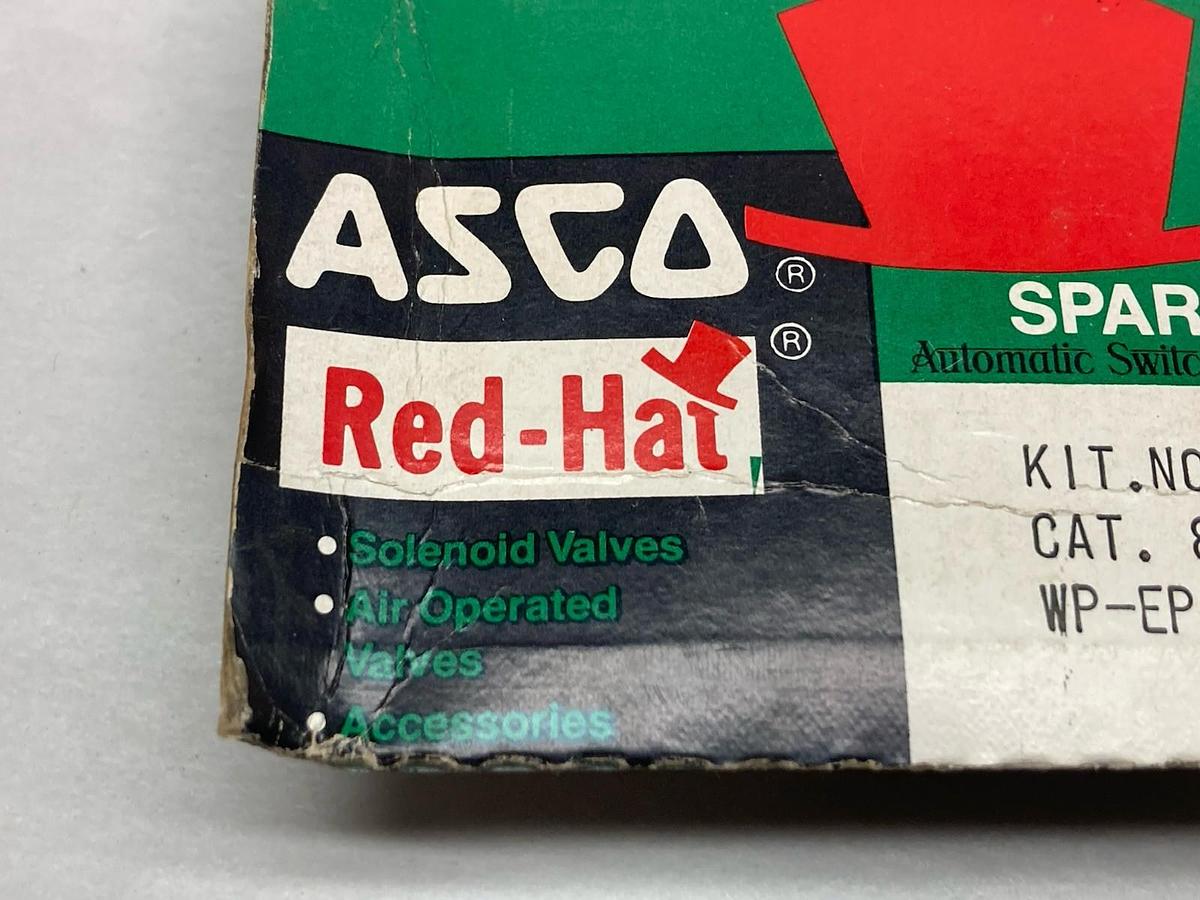 ASCO ®
Red-Hat ®
• Solenoid Valves
• Air Operated
Valves
• Accessories
SPAR
Automatic Switc
KIT.NO
CAT. 8
WP-EP